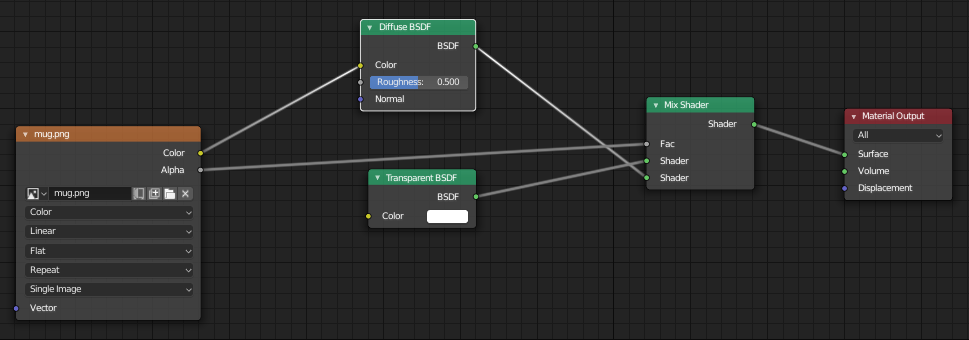 mug.png
Color
Alpha
mug.png
Color
Linear
Flat
Repeat
Single Image
Vector
Diffuse BSDF
BSDF
Color
Roughness: 0.500
Normal
Transparent BSDF
BSDF
Color
Mix Shader
Shader
Fac
Shader
Shader
Material Output
All
Surface
Volume
Displacement